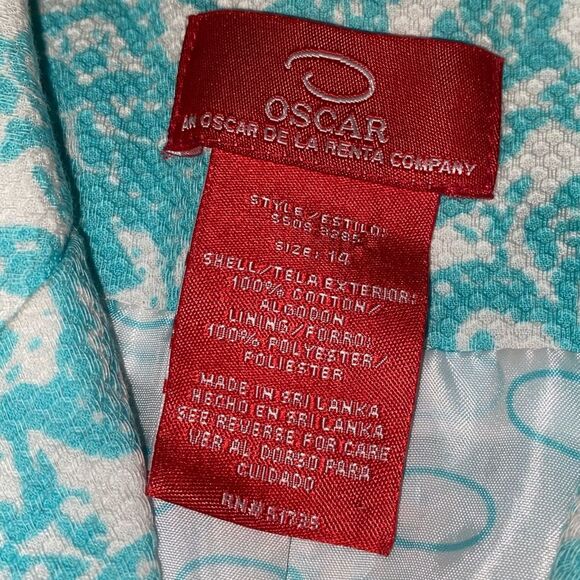 OSCAR
AN OSCAR DE LA RENTA COMPANY
STYLE/ESTILO:
SIZE: 14
SHELL/TELA EXTERIOR:
100% COTTON/
ALGODON
LINING/FORRO:
100% POLYESTER/
POLIESTER
MADE IN SRI LANKA
HECHO EN SRI LANKA
SEE REVERSE FOR CARE
VER AL DORSO PARA
CUIDADO
RN# 51735